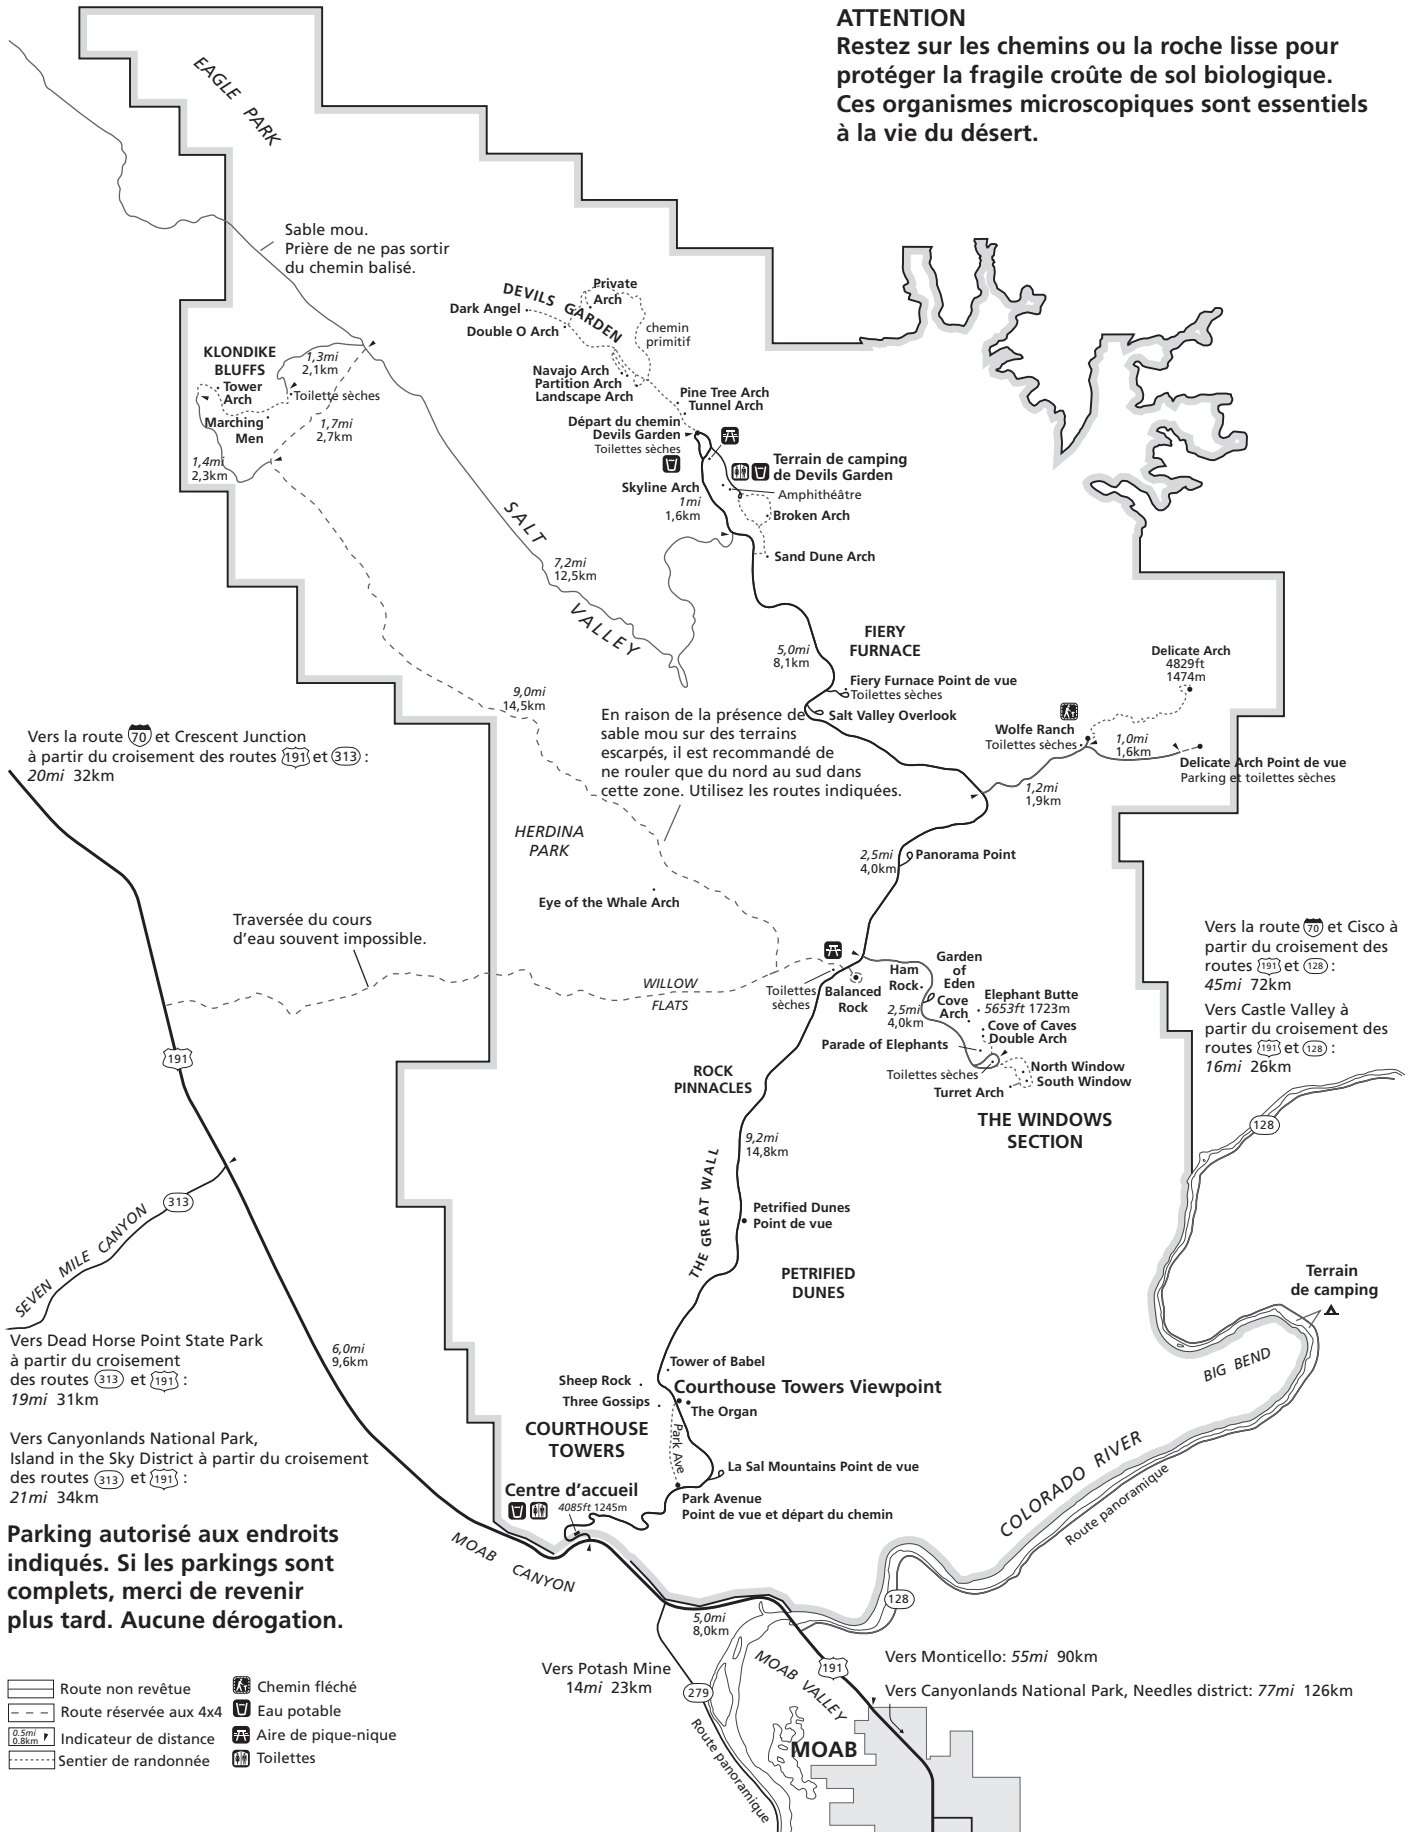 ATTENTION
Restez sur les chemins ou la roche lisse pour
protéger la fragile croûte de sol biologique.
Ces organismes microscopiques sont essentiels
à la vie du désert.
EAGLE PARK
Sable mou.
Prière de ne pas sortir
du chemin balisé.
DEVILS GARDEN
Private
Arch
Dark Angel
Double O Arch
chemin
primitif
Navajo Arch
Partition Arch
Landscape Arch
Pine Tree Arch
Tunnel Arch
Départ du chemin
Devils Garden
Toilettes sèches
Terrain de camping
de Devils Garden
Amphithéâtre
Skyline Arch
1mi
1,6km
Broken Arch
Sand Dune Arch
KLONDIKE
BLUFFS
1,3mi
2,1km
Tower
Arch
Toilette sèches
Marching
Men
1,7mi
2,7km
1,4mi
2,3km
SALT
VALLEY
7,2mi
12,5km
FIERY
FURNACE
5,0mi
8,1km
Fiery Furnace Point de vue
Toilettes sèches
Salt Valley Overlook
Delicate Arch
4829ft
1474m
Wolfe Ranch
Toilettes sèches
1,0mi
1,6km
Delicate Arch Point de vue
Parking et toilettes sèches
1,2mi
1,9km
9,0mi
14,5km
En raison de la présence de
sable mou sur des terrains
escarpés, il est recommandé de
ne rouler que du nord au sud dans
cette zone. Utilisez les routes indiquées.
Vers la route 70 et Crescent Junction
à partir du croisement des routes 191 et 313 :
20mi 32km
HERDINA
PARK
Eye of the Whale Arch
2,5mi
4,0km
Panorama Point
Traversée du cours
d’eau souvent impossible.
WILLOW
FLATS
Toilettes
sèches
Balanced
Rock
Ham
Rock
Garden
of
Eden
Cove
Arch
2,5mi
4,0km
Elephant Butte
5653ft 1723m
Cove of Caves
Double Arch
Parade of Elephants
Toilettes sèches
North Window
South Window
Turret Arch
THE WINDOWS
SECTION
Vers la route 70 et Cisco à
partir du croisement des
routes 191 et 128 :
45mi 72km
Vers Castle Valley à
partir du croisement des
routes 191 et 128 :
16mi 26km
128
191
ROCK
PINNACLES
9,2mi
14,8km
THE GREAT WALL
Petrified Dunes
Point de vue
PETRIFIED
DUNES
313
SEVEN MILE CANYON
Vers Dead Horse Point State Park
à partir du croisement
des routes 313 et 191 :
19mi 31km
6,0mi
9,6km
Vers Canyonlands National Park,
Island in the Sky District à partir du croisement
des routes 313 et 191 :
21mi 34km
Tower of Babel
Sheep Rock
Courthouse Towers Viewpoint
Three Gossips
The Organ
COURTHOUSE
TOWERS
Park Ave
La Sal Mountains Point de vue
Centre d’accueil
4085ft 1245m
Park Avenue
Point de vue et départ du chemin
Terrain
de camping
BIG BEND
COLORADO RIVER
Route panoramique
Parking autorisé aux endroits
indiqués. Si les parkings sont
complets, merci de revenir
plus tard. Aucune dérogation.
MOAB CANYON
128
5,0mi
8,0km
Vers Potash Mine
14mi 23km
279
Route panoramique
MOAB VALLEY
191
Vers Monticello: 55mi 90km
Vers Canyonlands National Park, Needles district: 77mi 126km
MOAB
Route non revêtue
Route réservée aux 4x4
0.5mi
0.8km
Indicateur de distance
Sentier de randonnée
Chemin fléché
Eau potable
Aire de pique-nique
Toilettes